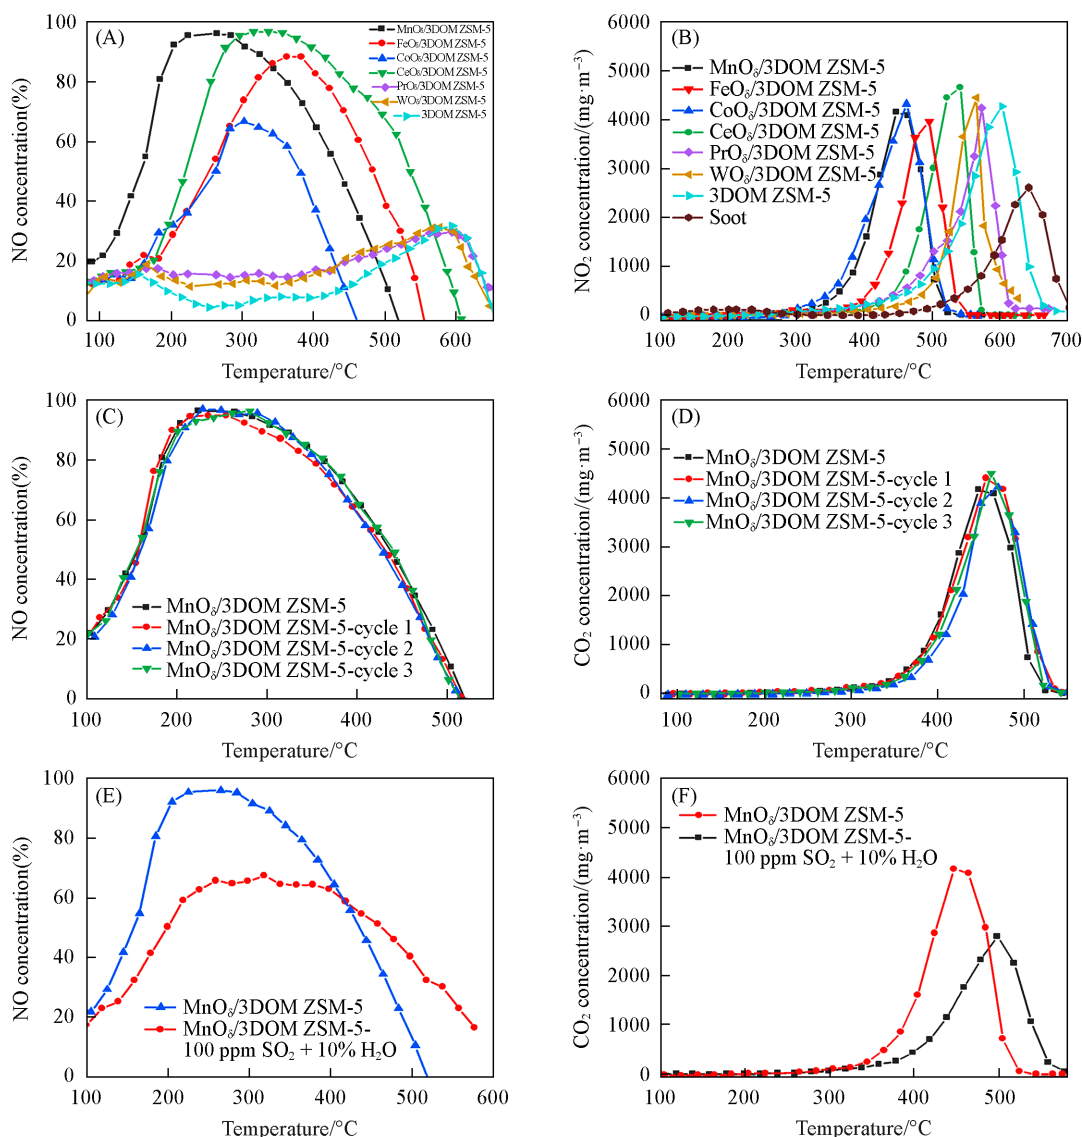 (A)
MnOδ/3DOM ZSM-5
FeOδ/3DOM ZSM-5
CoOδ/3DOM ZSM-5
CeOδ/3DOM ZSM-5
PrOδ/3DOM ZSM-5
WOδ/3DOM ZSM-5
3DOM ZSM-5
NO concentration(%)
100
80
60
40
20
0
100 200 300 400 500 600
Temperature/°C
(B)
MnOδ/3DOM ZSM-5
FeOδ/3DOM ZSM-5
CoOδ/3DOM ZSM-5
CeOδ/3DOM ZSM-5
PrOδ/3DOM ZSM-5
WOδ/3DOM ZSM-5
3DOM ZSM-5
Soot
NO₂ concentration/(mg·m⁻³)
6000
5000
4000
3000
2000
1000
0
100 200 300 400 500 600 700
Temperature/°C
(C)
MnOδ/3DOM ZSM-5
MnOδ/3DOM ZSM-5-cycle 1
MnOδ/3DOM ZSM-5-cycle 2
MnOδ/3DOM ZSM-5-cycle 3
NO concentration(%)
100
80
60
40
20
0
100 200 300 400 500
Temperature/°C
(D)
MnOδ/3DOM ZSM-5
MnOδ/3DOM ZSM-5-cycle 1
MnOδ/3DOM ZSM-5-cycle 2
MnOδ/3DOM ZSM-5-cycle 3
CO₂ concentration/(mg·m⁻³)
6000
5000
4000
3000
2000
1000
0
100 200 300 400 500
Temperature/°C
(E)
MnOδ/3DOM ZSM-5
MnOδ/3DOM ZSM-5-
100 ppm SO₂ + 10% H₂O
NO concentration(%)
100
80
60
40
20
0
100 200 300 400 500 600
Temperature/°C
(F)
MnOδ/3DOM ZSM-5
MnOδ/3DOM ZSM-5-
100 ppm SO₂ + 10% H₂O
CO₂ concentration/(mg·m⁻³)
6000
5000
4000
3000
2000
1000
0
100 200 300 400 500
Temperature/°C